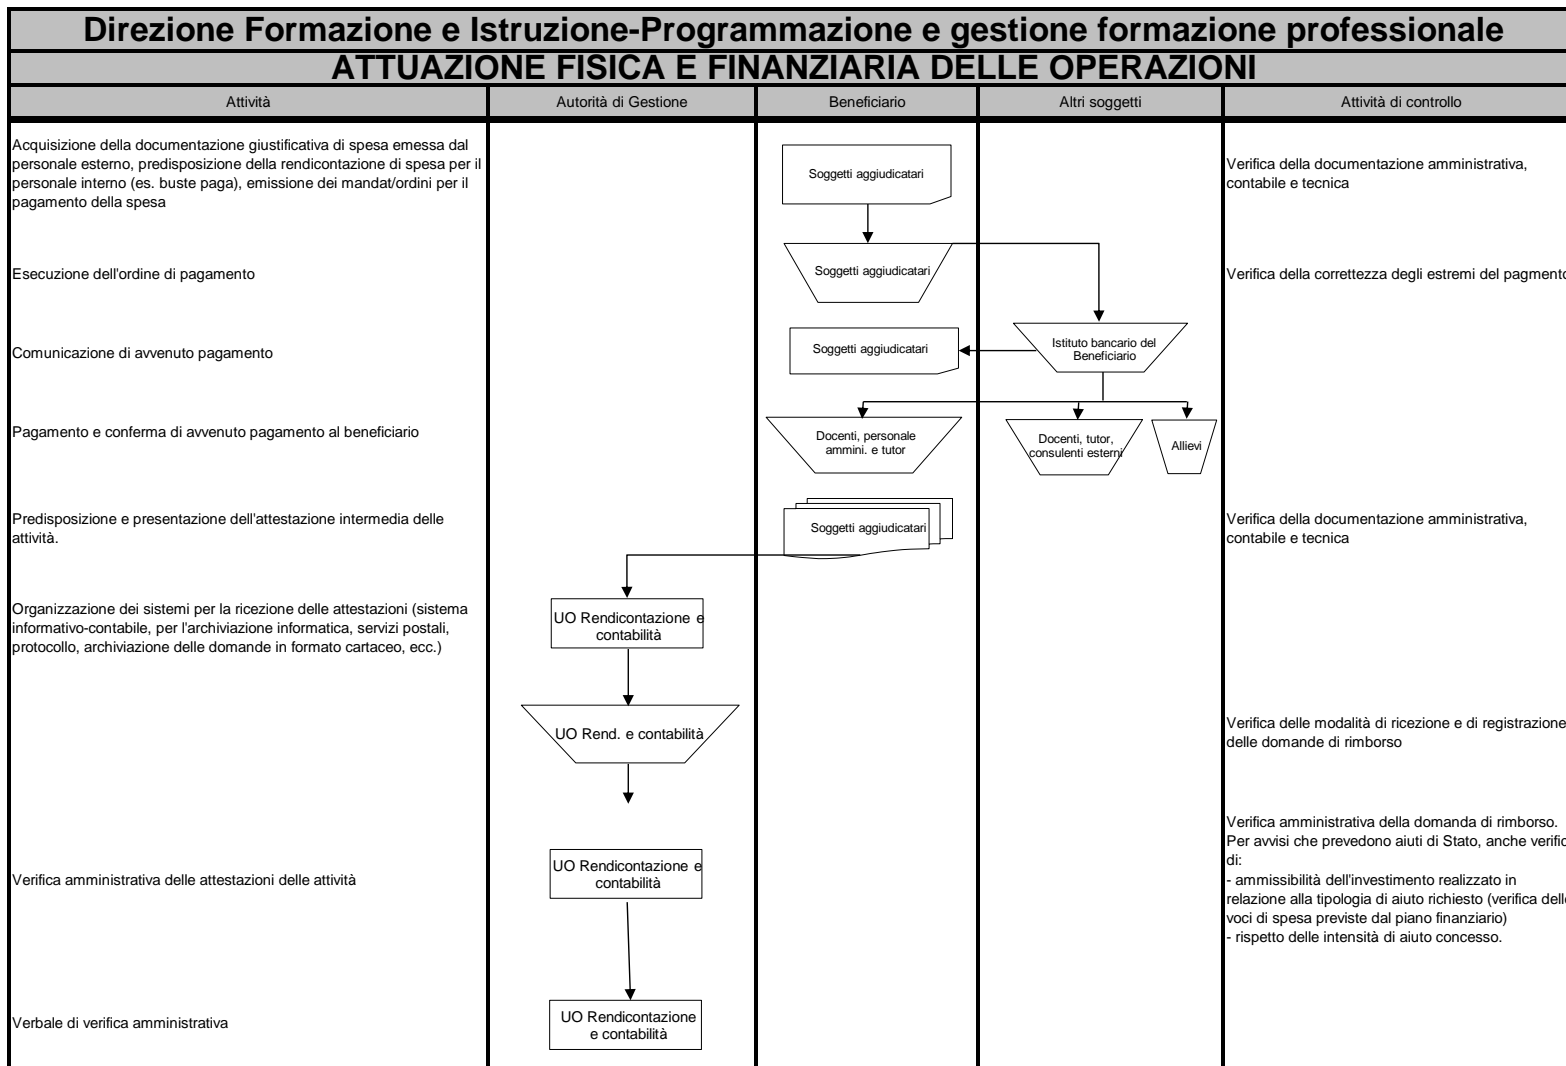 Direzione Formazione e Istruzione-Programmazione e gestione formazione professionale
ATTUAZIONE FISICA E FINANZIARIA DELLE OPERAZIONI
Attività
Autorità di Gestione
Beneficiario
Altri soggetti
Attività di controllo
Acquisizione della documentazione giustificativa di spesa emessa dal
personale esterno, predisposizione della rendicontazione di spesa per il
personale interno (es. buste paga), emissione dei mandat/ordini per il
pagamento della spesa
Soggetti aggiudicatari
Verifica della documentazione amministrativa,
contabile e tecnica
Esecuzione dell'ordine di pagamento
Soggetti aggiudicatari
Verifica della correttezza degli estremi del pagmento
Comunicazione di avvenuto pagamento
Soggetti aggiudicatari
Istituto bancario del
Beneficiario
Pagamento e conferma di avvenuto pagamento al beneficiario
Docenti, personale
ammini. e tutor
Docenti, tutor,
consulenti esterni
Allievi
Predisposizione e presentazione dell'attestazione intermedia delle
attività.
Soggetti aggiudicatari
Verifica della documentazione amministrativa,
contabile e tecnica
Organizzazione dei sistemi per la ricezione delle attestazioni (sistema
informativo-contabile, per l'archiviazione informatica, servizi postali,
protocollo, archiviazione delle domande in formato cartaceo, ecc.)
UO Rendicontazione e
contabilità
UO Rend. e contabilità
Verifica delle modalità di ricezione e di registrazione
delle domande di rimborso
Verifica amministrativa delle attestazioni delle attività
UO Rendicontazione e
contabilità
Verifica amministrativa della domanda di rimborso.
Per avvisi che prevedono aiuti di Stato, anche verific
di:
- ammissibilità dell'investimento realizzato in
relazione alla tipologia di aiuto richiesto (verifica delle
voci di spesa previste dal piano finanziario)
- rispetto delle intensità di aiuto concesso.
Verbale di verifica amministrativa
UO Rendicontazione
e contabilità